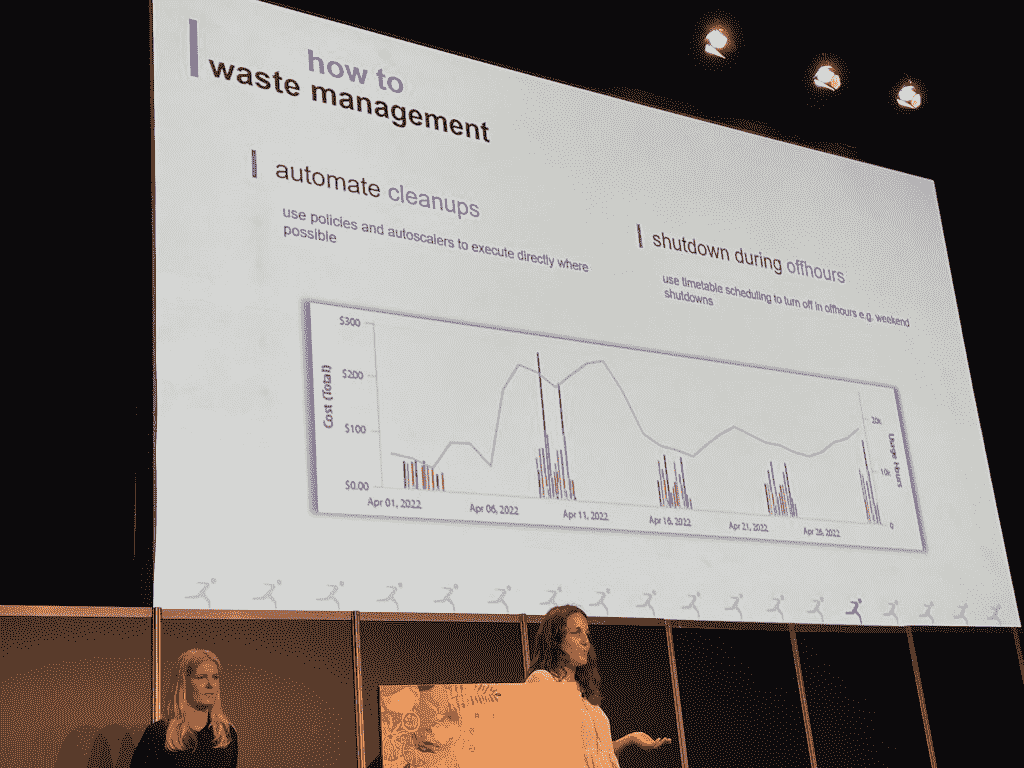 how to
waste management
automate cleanups
use policies and autoscalers to execute directly where
possible
shutdown during offhours
use timetable scheduling to turn off in offhours e.g. weekend
shutdowns
Cost (Total)
$300
$200
$100
$0.00
Apr 01, 2022
Apr 06, 2022
Apr 11, 2022
Apr 16, 2022
Apr 21, 2022
Apr 26, 2022
20k
10k
0
Usage Hours